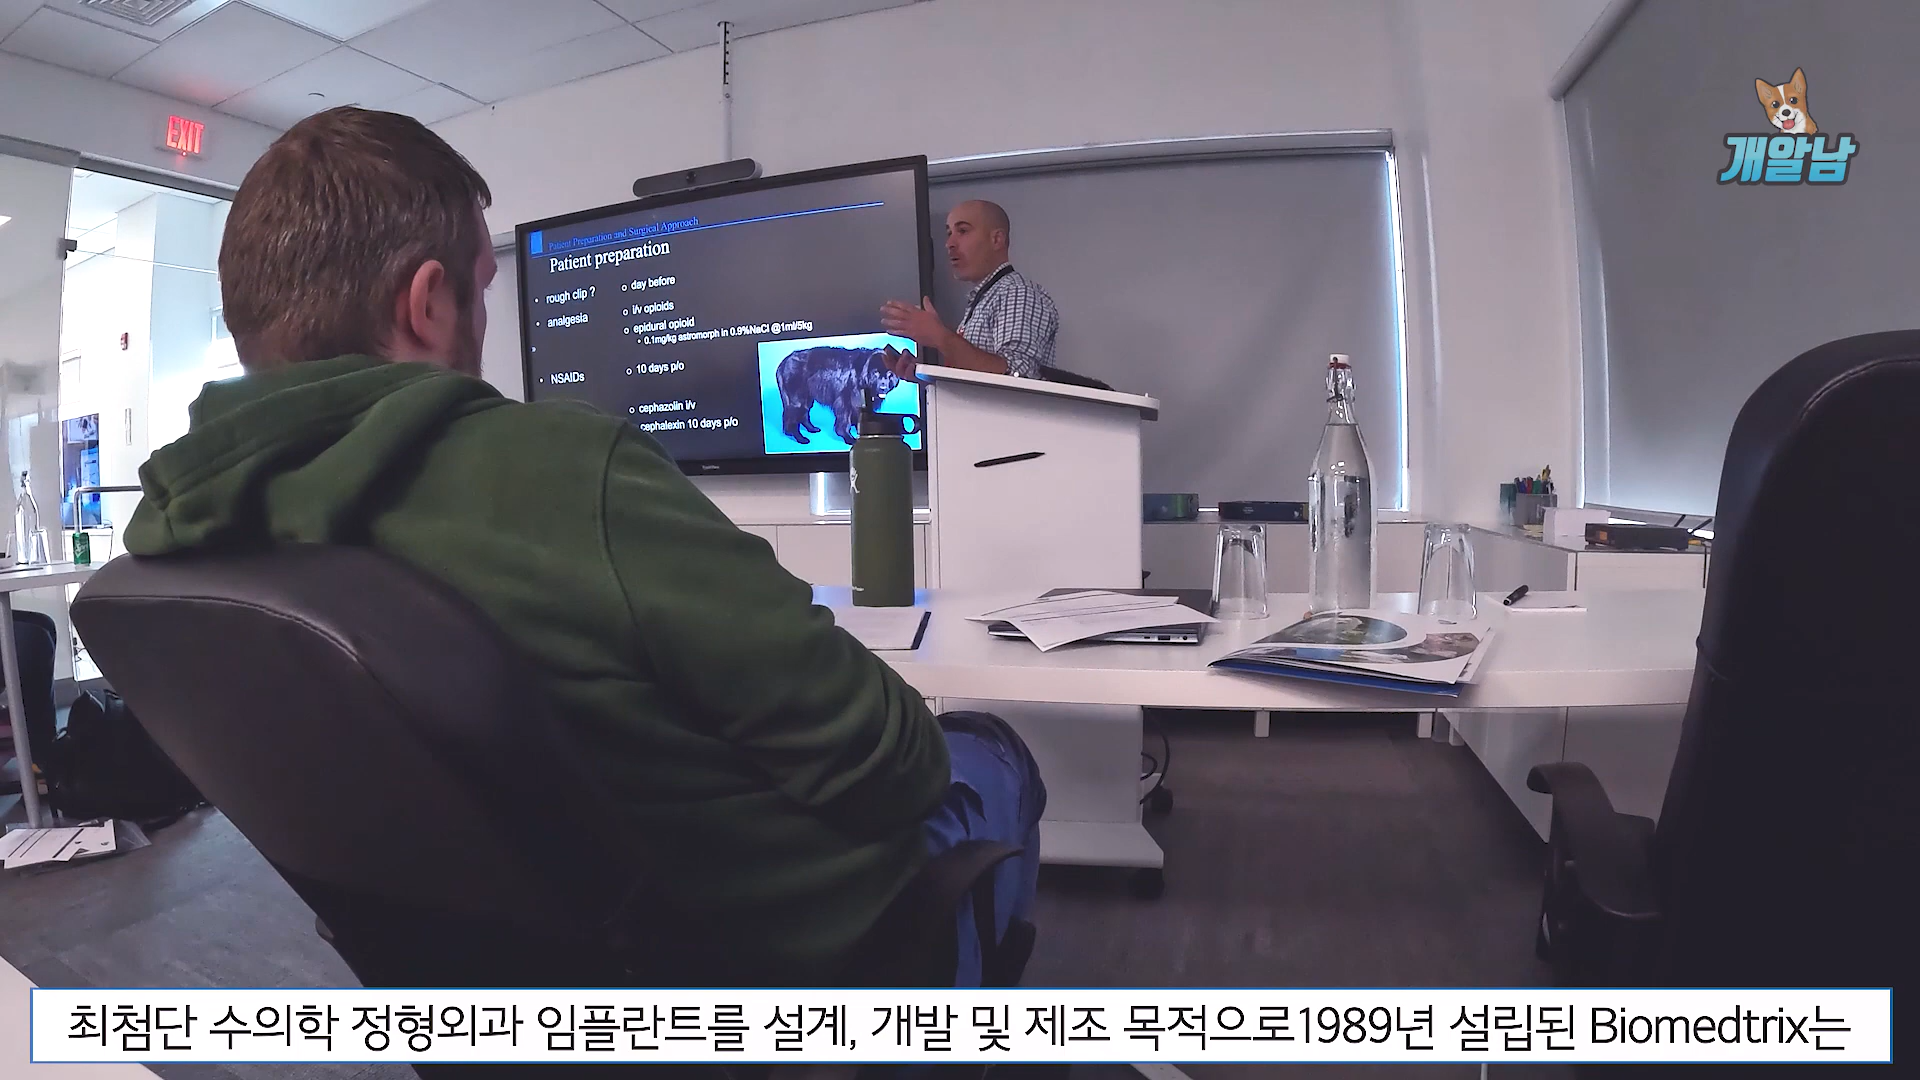 EXIT
개알남
Patient Preparation and Surgical Approach
Patient preparation
• rough clip ?
○ day before
• analgesia
○ i/v opioids
○ epidural opioid
• 0.1mg/kg astromorph in 0.9%NaCl @1ml/5kg
• NSAIDs
○ 10 days p/o
○ cephazolin i/v
cephalexin 10 days p/o
최첨단 수의학 정형외과 임플란트를 설계, 개발 및 제조 목적으로1989년 설립된 Biomedtrix는